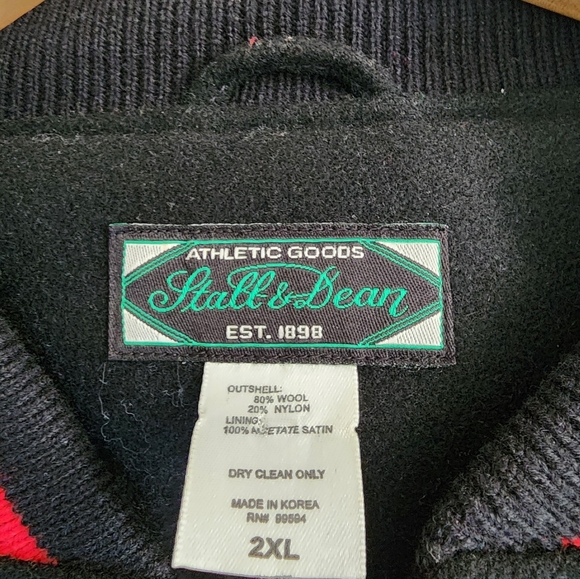 ATHLETIC GOODS
Stall & Dean
EST. 1898
OUTSHELL:
80% WOOL
20% NYLON
LINING:
100% ACETATE SATIN
DRY CLEAN ONLY
MADE IN KOREA
RN# 99594
2XL